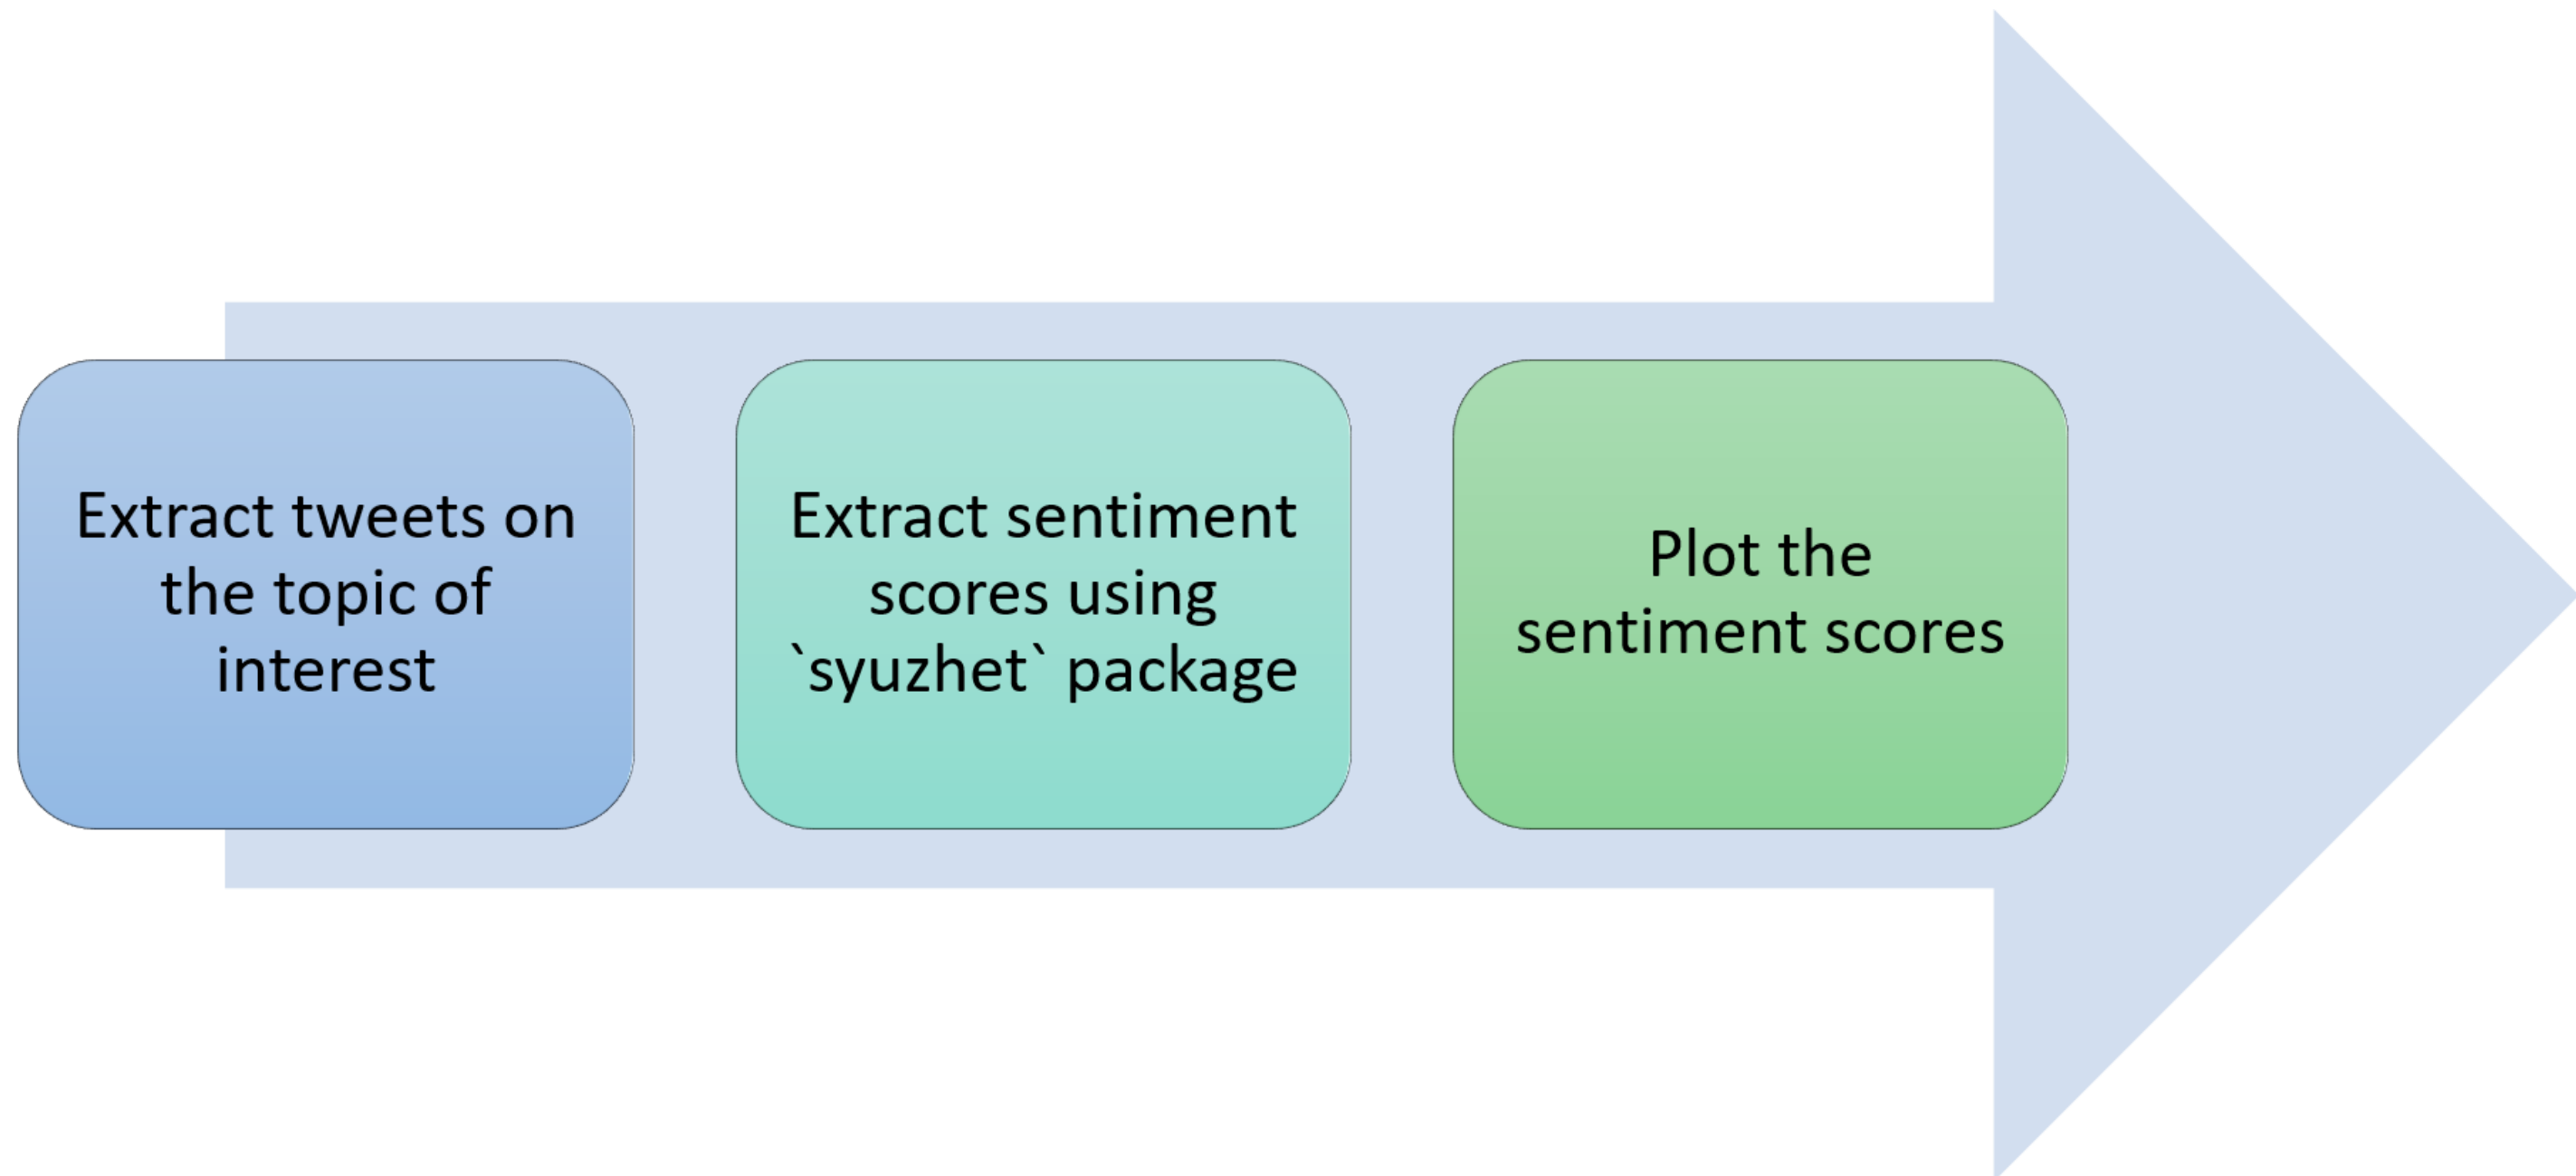 Extract tweets on
the topic of
interest
Extract sentiment
scores using
`syuzhet` package
Plot the
sentiment scores